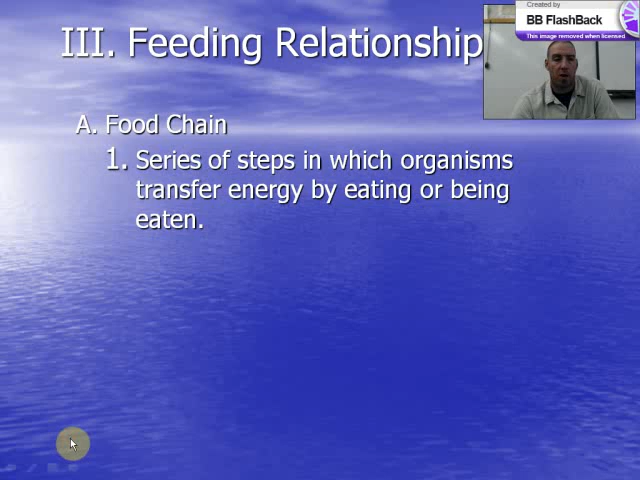 III. Feeding Relationship
Created by
BB FlashBack
This image removed when licensed
A. Food Chain
1. Series of steps in which organisms
transfer energy by eating or being
eaten.